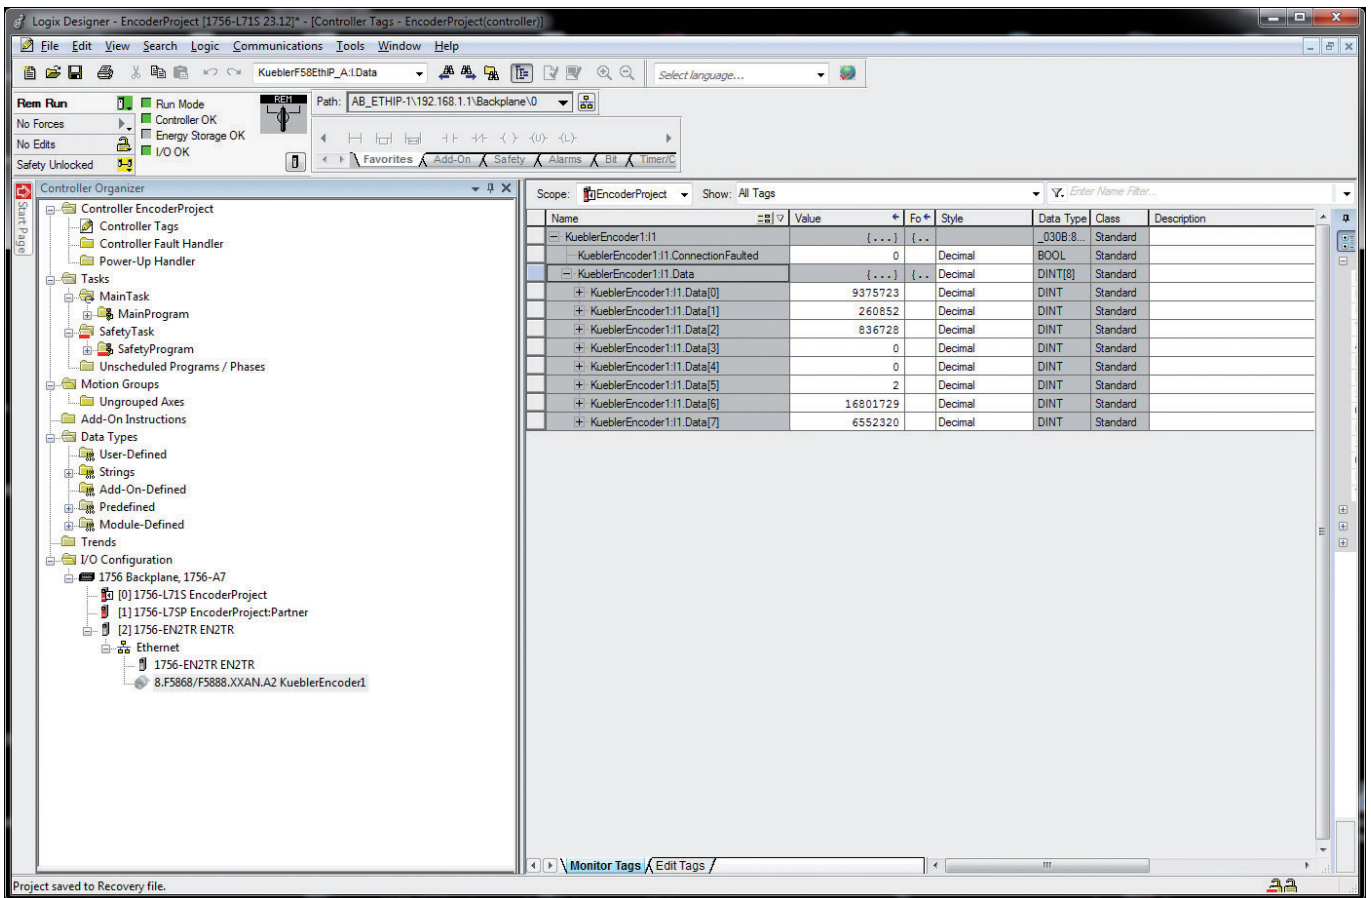 Logix Designer - EncoderProject [1756-L71S 23.12]* - [Controller Tags - EncoderProject(controller)]
File Edit View Search Logic Communications Tools Window Help
KueblerF58EthIP_A:I.Data
Select language...
Rem Run
No Forces
No Edits
Safety Unlocked
Run Mode
Controller OK
Energy Storage OK
I/O OK
REM
Path: AB_ETHIP-1\192.168.1.1\Backplane\0
Favorites Add-On Safety Alarms Bit Timer/C
Start Page
Controller Organizer
Controller EncoderProject
Controller Tags
Controller Fault Handler
Power-Up Handler
Tasks
MainTask
MainProgram
SafetyTask
SafetyProgram
Unscheduled Programs / Phases
Motion Groups
Ungrouped Axes
Add-On Instructions
Data Types
User-Defined
Strings
Add-On-Defined
Predefined
Module-Defined
Trends
I/O Configuration
1756 Backplane, 1756-A7
[0] 1756-L71S EncoderProject
[1] 1756-L7SP EncoderProject:Partner
[2] 1756-EN2TR EN2TR
Ethernet
1756-EN2TR EN2TR
8.F5868/F5888.XXAN.A2 KueblerEncoder1
Scope: EncoderProject Show: All Tags Enter Name Filter...
Name Value Fo Style Data Type Class Description
KueblerEncoder1:I1 {...} {.. _030B:8... Standard
KueblerEncoder1:I1.ConnectionFaulted 0 Decimal BOOL Standard
KueblerEncoder1:I1.Data {...} {.. Decimal DINT[8] Standard
KueblerEncoder1:I1.Data[0] 9375723 Decimal DINT Standard
KueblerEncoder1:I1.Data[1] 260852 Decimal DINT Standard
KueblerEncoder1:I1.Data[2] 836728 Decimal DINT Standard
KueblerEncoder1:I1.Data[3] 0 Decimal DINT Standard
KueblerEncoder1:I1.Data[4] 0 Decimal DINT Standard
KueblerEncoder1:I1.Data[5] 2 Decimal DINT Standard
KueblerEncoder1:I1.Data[6] 16801729 Decimal DINT Standard
KueblerEncoder1:I1.Data[7] 6552320 Decimal DINT Standard
Monitor Tags Edit Tags
Project saved to Recovery file.